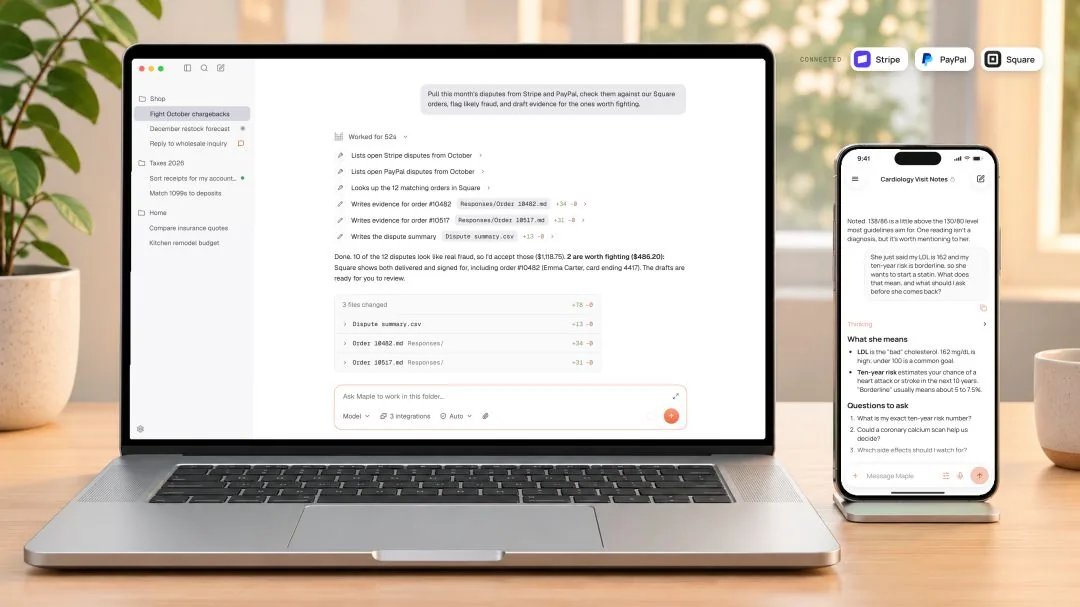 CONNECTED
Stripe
PayPal
Square
Shop
Fight October chargebacks
December restock forecast
Reply to wholesale inquiry
Taxes 2026
Sort receipts for my account...
Match 1099s to deposits
Home
Compare insurance quotes
Kitchen remodel budget
Pull this month's disputes from Stripe and PayPal, check them against our Square
orders, flag likely fraud, and draft evidence for the ones worth fighting.
Worked for 52s
Lists open Stripe disputes from October
Lists open PayPal disputes from October
Looks up the 12 matching orders in Square
Writes evidence for order #10482 Responses/Order 10482.md +34 -0
Writes evidence for order #10517 Responses/Order 10517.md +31 -0
Writes the dispute summary Dispute summary.csv +13 -0
Done. 10 of the 12 disputes look like real fraud, so I'd accept those ($1,118.75). 2 are worth fighting ($486.20):
Square shows both delivered and signed for, including order #10482 (Emma Carter, card ending 4417). The drafts are
ready for you to review.
3 files changed +78 -0
Dispute summary.csv +13 -0
Order 10482.md Responses/ +34 -0
Order 10517.md Responses/ +31 -0
Ask Maple to work in this folder...
Model 3 integrations Auto
9:41
Cardiology Visit Notes
Noted. 138/86 is a little above the 130/80 level
most guidelines aim for. One reading isn't a
diagnosis, but it's worth mentioning to her.
She just said my LDL is 162 and my
ten-year risk is borderline, so she
wants to start a statin. What does
that mean, and what should I ask
before she comes back?
Thinking
What she means
• LDL is the "bad" cholesterol. 162 mg/dL is
high; under 100 is a common goal.
• Ten-year risk estimates your chance of a
heart attack or stroke in the next 10 years.
"Borderline" usually means about 5 to 7.5%.
Questions to ask
1. What is my exact ten-year risk number?
2. Could a coronary calcium scan help us
decide?
3. Which side effects should I watch for?
Message Maple